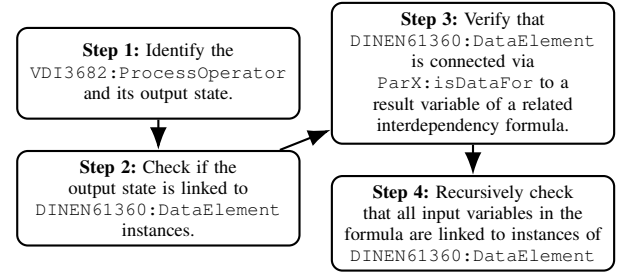 Step 1: Identify the
VDI3682:ProcessOperator
and its output state.
Step 2: Check if the
output state is linked to
DINEN61360:DataElement
instances.
Step 3: Verify that
DINEN61360:DataElement
is connected via
ParX:isDataFor to a
result variable of a related
interdependency formula.
Step 4: Recursively check
that all input variables in the
formula are linked to instances of
DINEN61360:DataElement